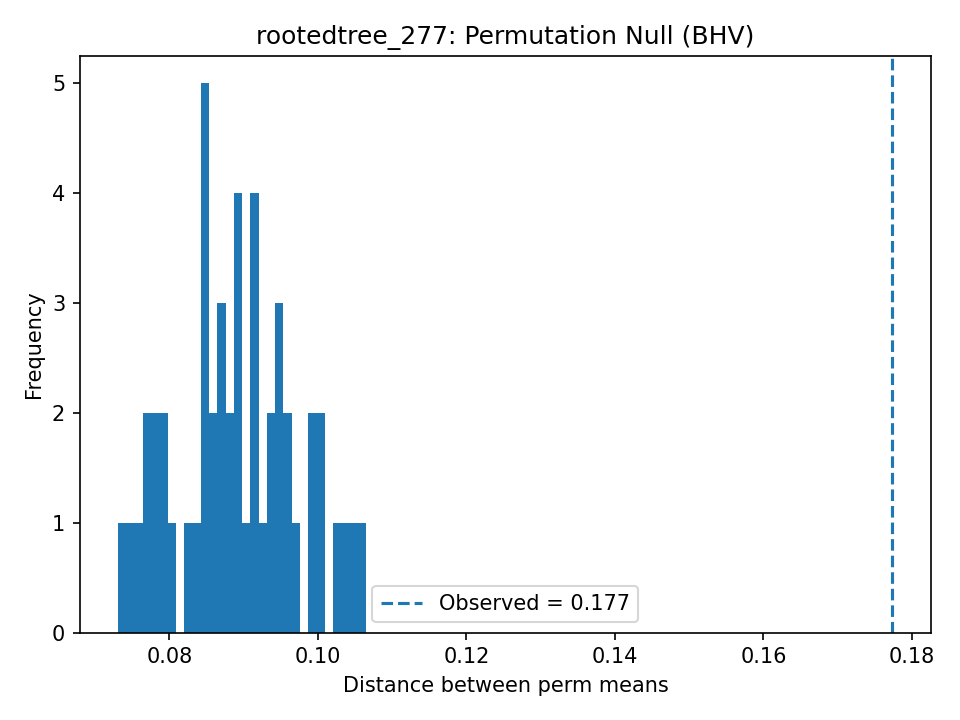 rootedtree_277: Permutation Null (BHV)
Frequency
5
4
3
2
1
0
Observed = 0.177
0.08 0.10 0.12 0.14 0.16 0.18
Distance between perm means